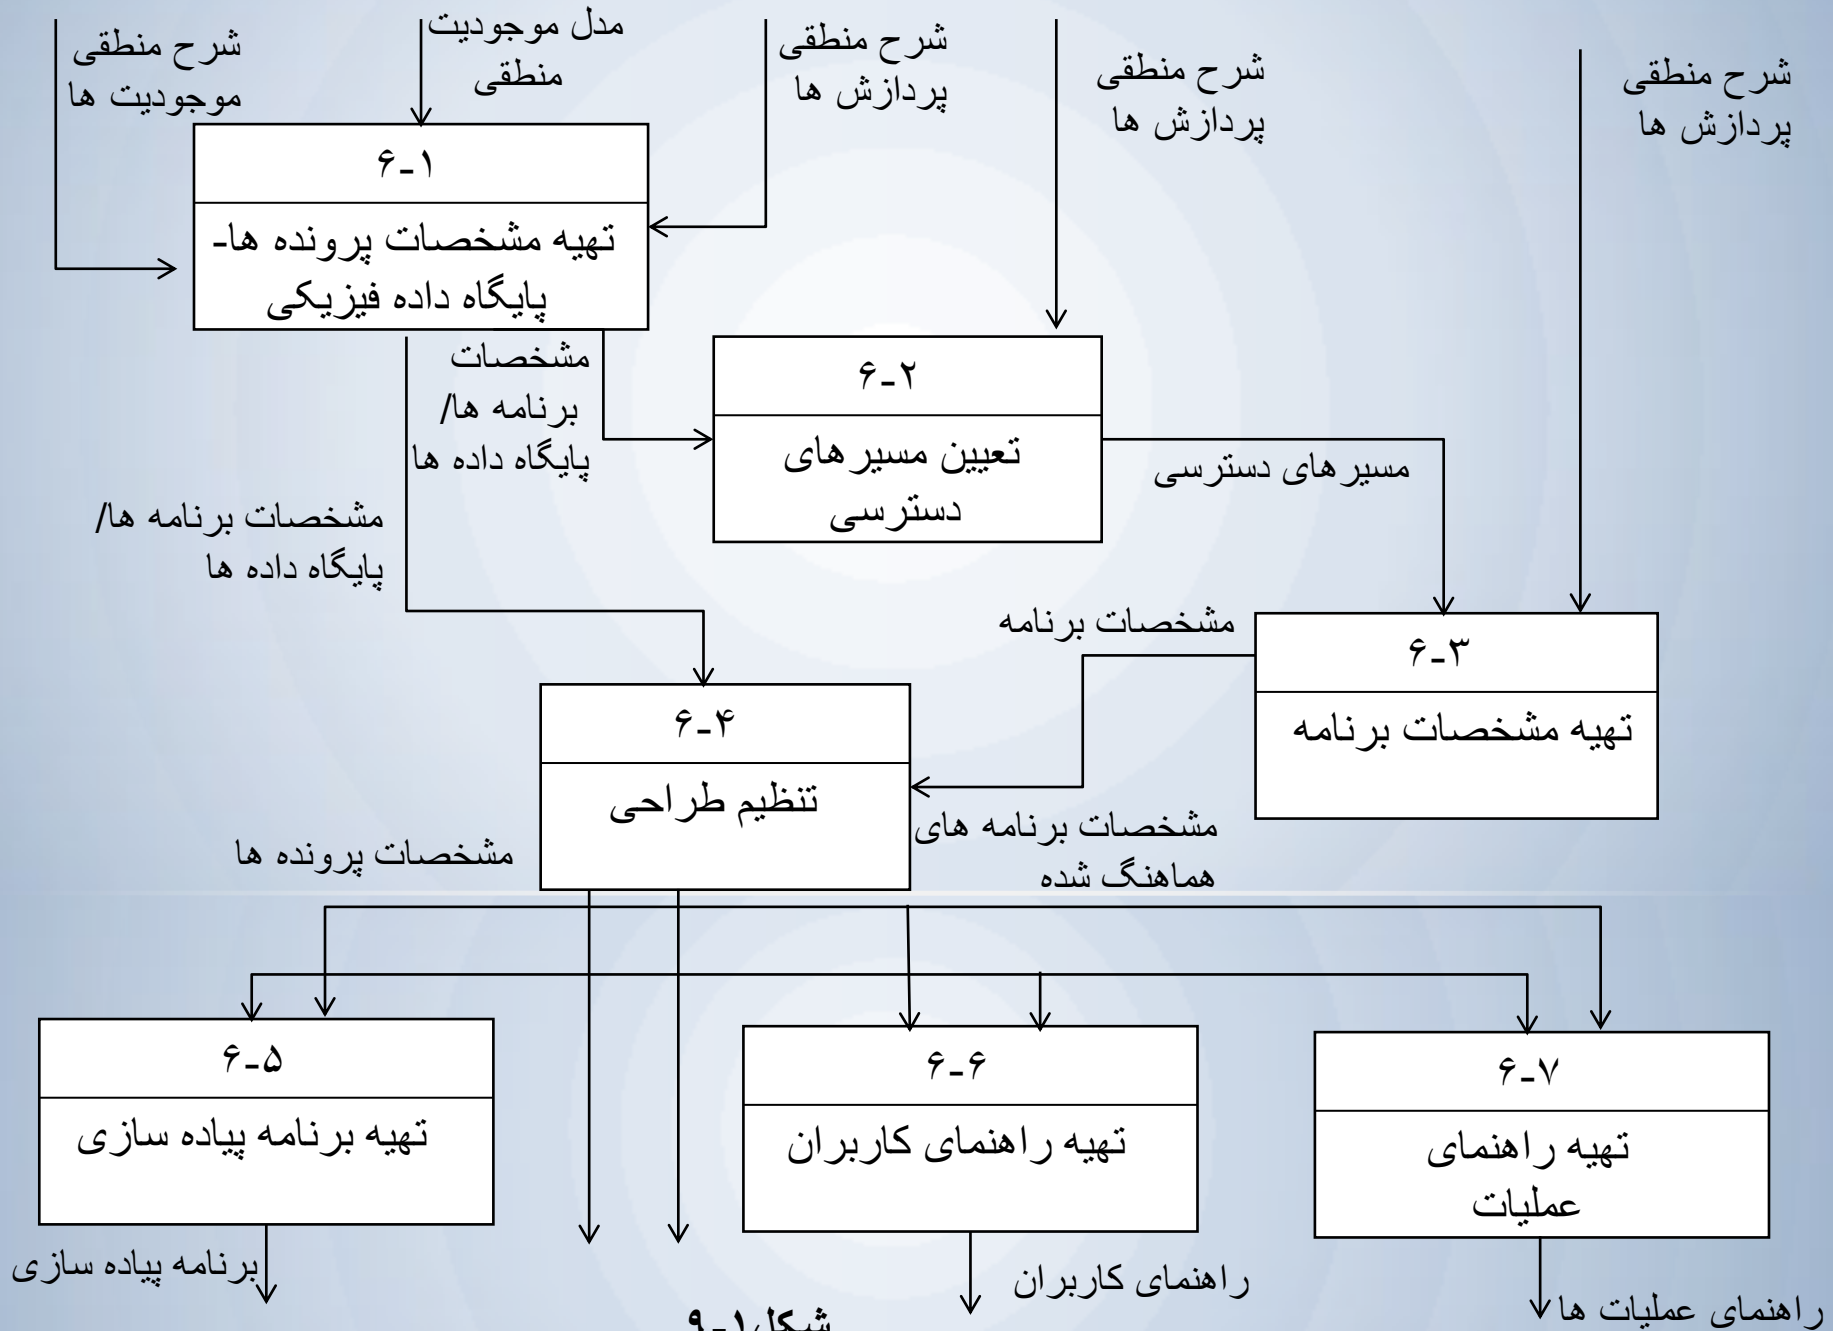 شرح منطقی
موجودیت ها
مدل موجودیت
منطقی
شرح منطقی
پردازش ها
شرح منطقی
پردازش ها
شرح منطقی
پردازش ها
۶-۱
تهیه مشخصات پرونده ها-
پایگاه داده فیزیکی
مشخصات
برنامه ها/
پایگاه داده ها
۶-۲
تعیین مسیرهای
دسترسی
مسیرهای دسترسی
مشخصات برنامه ها/
پایگاه داده ها
مشخصات برنامه
۶-۳
تهیه مشخصات برنامه
۶-۴
تنظیم طراحی
مشخصات برنامه های
هماهنگ شده
مشخصات پرونده ها
۶-۵
تهیه برنامه پیاده سازی
۶-۶
تهیه راهنمای کاربران
۶-۷
تهیه راهنمای
عملیات
برنامه پیاده سازی
راهنمای کاربران
راهنمای عملیات ها
شکل۱-۹